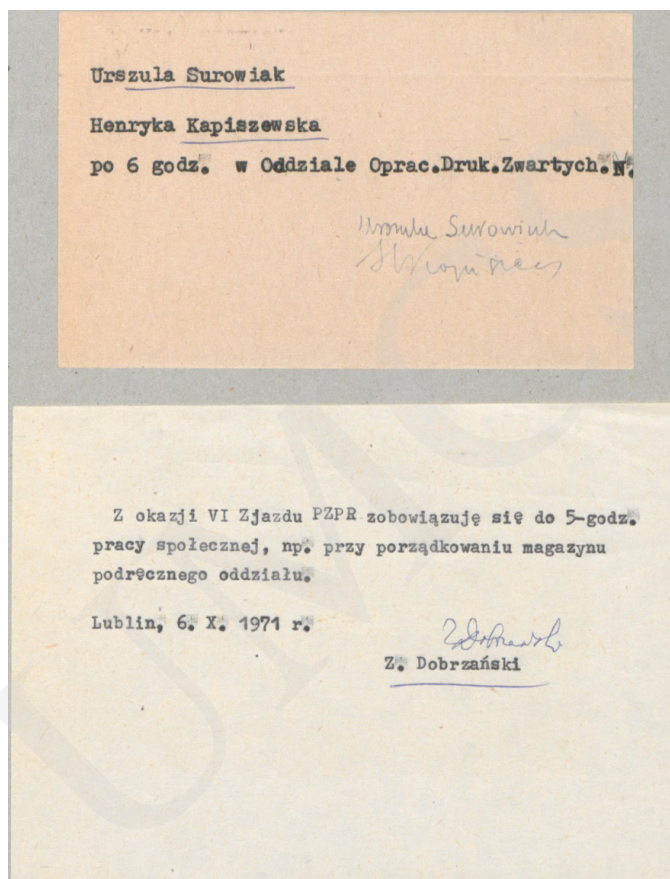 Urszula Surowiak
Henryka Kapiszewska
po 6 godz. w Oddziale Oprac.Druk.Zwartych.N.
Urszula Surowiak
Z okazji VI Zjazdu PZPR zobowiązuję się do 5-godz.
pracy społecznej, np. przy porządkowaniu magazynu
podręcznego oddziału.
Lublin, 6. X. 1971 r.
Z. Dobrzański
UMCS